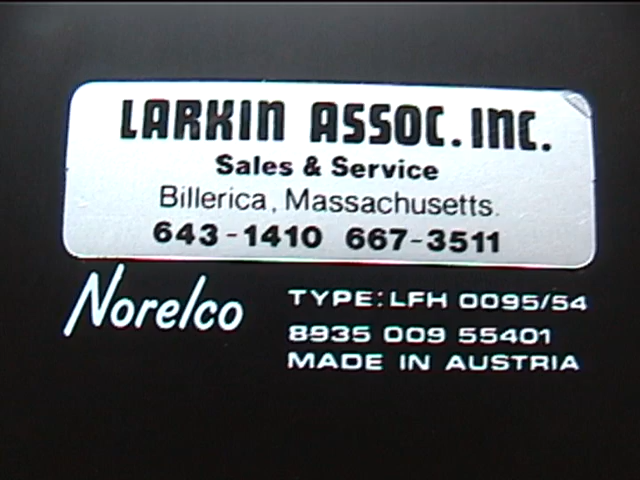 LARKIN ASSOC. INC.
Sales & Service
Billerica, Massachusetts.
643-1410 667-3511
Norelco
TYPE: LFH 0095/54
8935 009 55401
MADE IN AUSTRIA